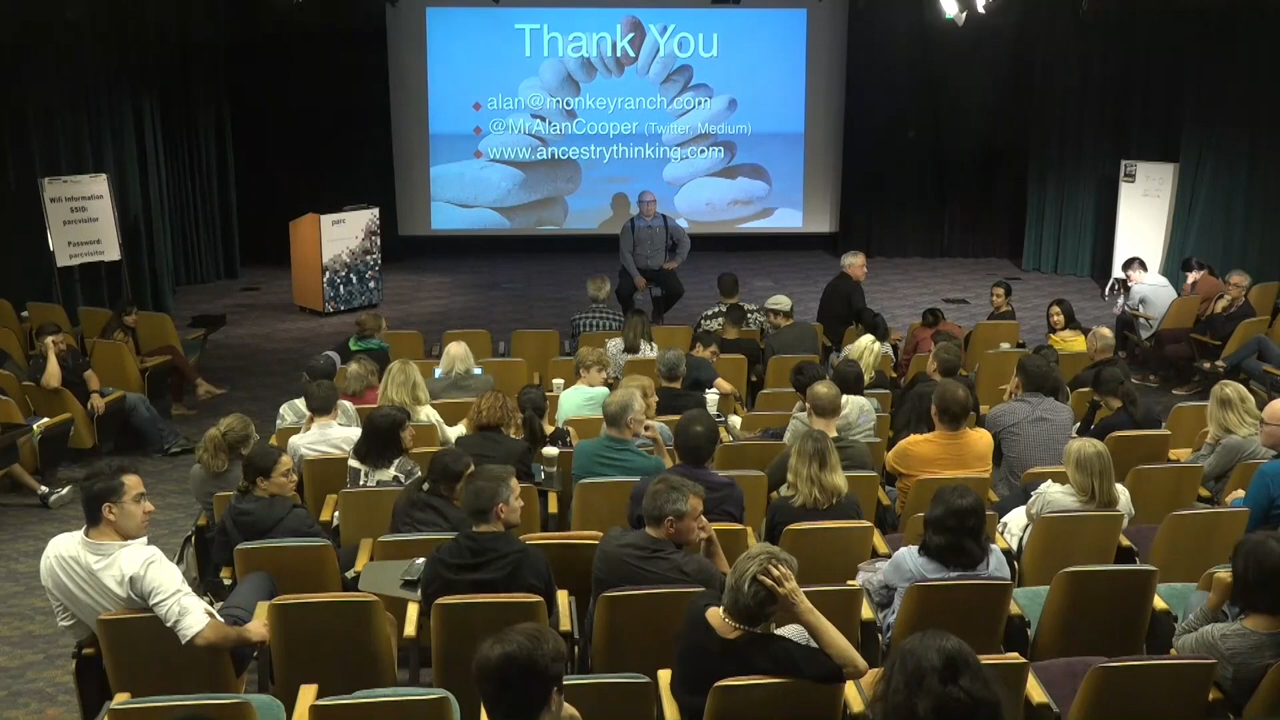 Thank You
alan@monkeyranch.com
@MrAlanCooper (Twitter, Medium)
www.ancestrythinking.com
Wifi Information
SSID:
parcvisitor
Password:
parcvisitor
parc